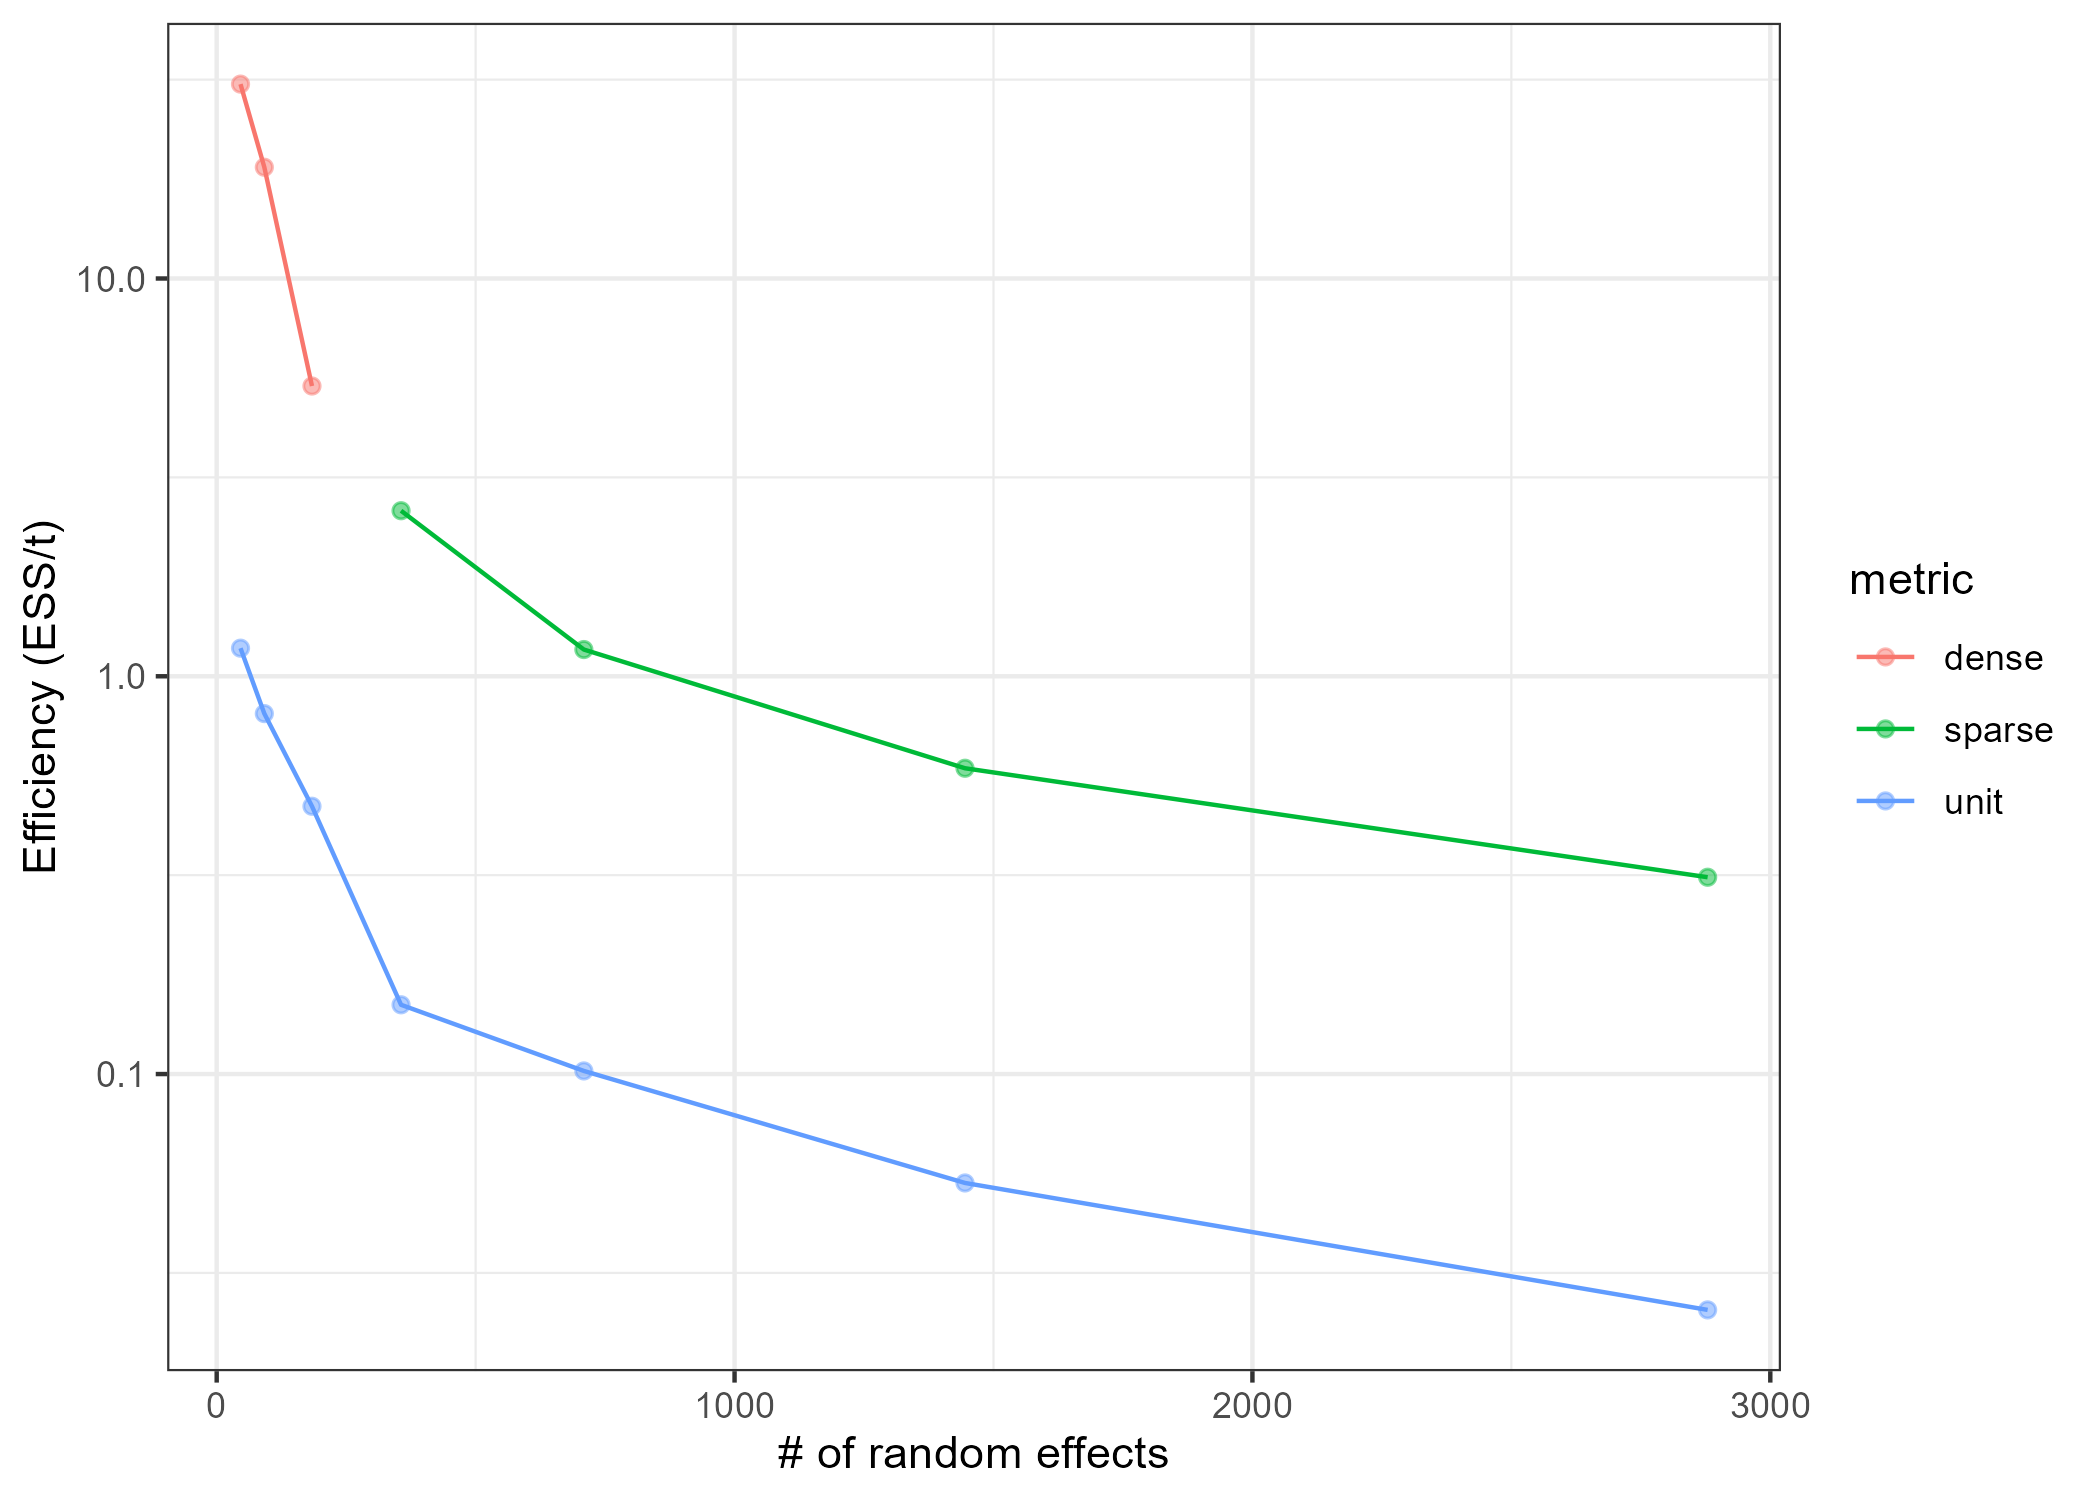 Efficiency (ESS/t)
10.0
1.0
0.1
0
1000
2000
3000
# of random effects
metric
dense
sparse
unit